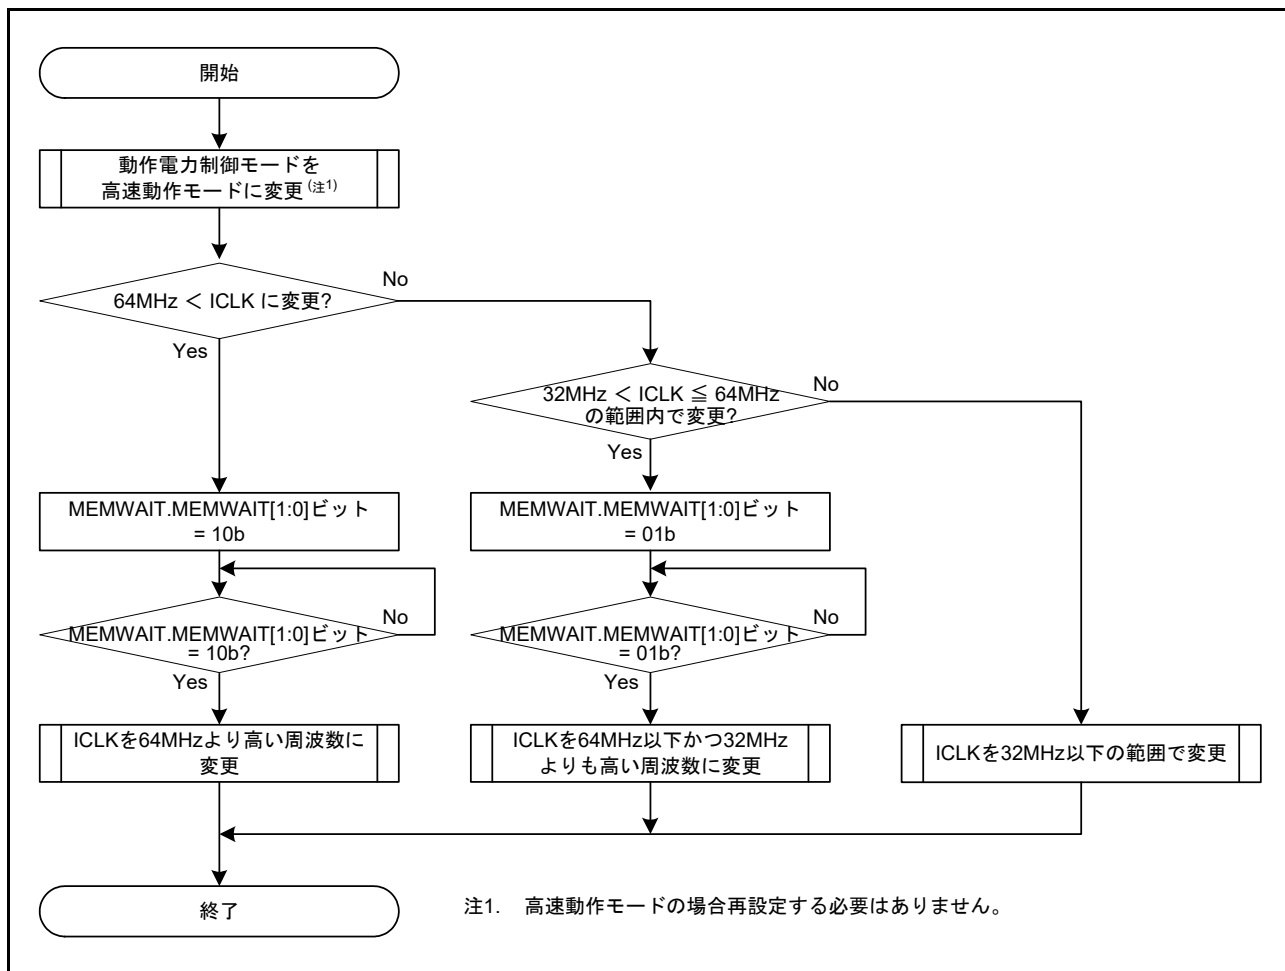 開始
動作電力制御モードを
高速動作モードに変更(注1)
64MHz ＜ ICLK に変更?
No
Yes
32MHz ＜ ICLK ≦ 64MHz
の範囲内で変更?
No
Yes
MEMWAIT.MEMWAIT[1:0]ビット
= 10b
MEMWAIT.MEMWAIT[1:0]ビット
= 01b
MEMWAIT.MEMWAIT[1:0]ビット
= 10b?
No
Yes
MEMWAIT.MEMWAIT[1:0]ビット
= 01b?
No
Yes
ICLKを64MHzより高い周波数に
変更
ICLKを64MHz以下かつ32MHz
よりも高い周波数に変更
ICLKを32MHz以下の範囲で変更
終了
注1. 高速動作モードの場合再設定する必要はありません。